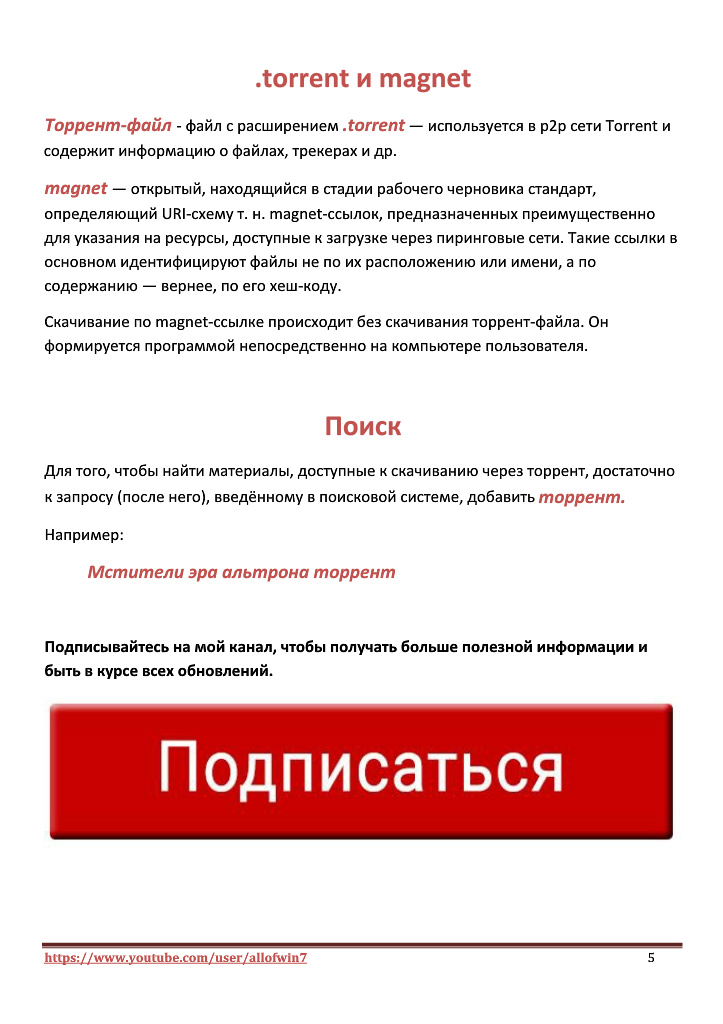 .torrent и magnet
Торрент-файл - файл с расширением .torrent — используется в p2p сети Torrent и
содержит информацию о файлах, трекерах и др.
magnet — открытый, находящийся в стадии рабочего черновика стандарт,
определяющий URI-схему т. н. magnet-ссылок, предназначенных преимущественно
для указания на ресурсы, доступные к загрузке через пиринговые сети. Такие ссылки в
основном идентифицируют файлы не по их расположению или имени, а по
содержанию — вернее, по его хеш-коду.
Скачивание по magnet-ссылке происходит без скачивания торрент-файла. Он
формируется программой непосредственно на компьютере пользователя.
Поиск
Для того, чтобы найти материалы, доступные к скачиванию через торрент, достаточно
к запросу (после него), введённому в поисковой системе, добавить торрент.
Например:
Мстители эра альтрона торрент
Подписывайтесь на мой канал, чтобы получать больше полезной информации и
быть в курсе всех обновлений.
Подписаться
https://www.youtube.com/user/allofwin7 5